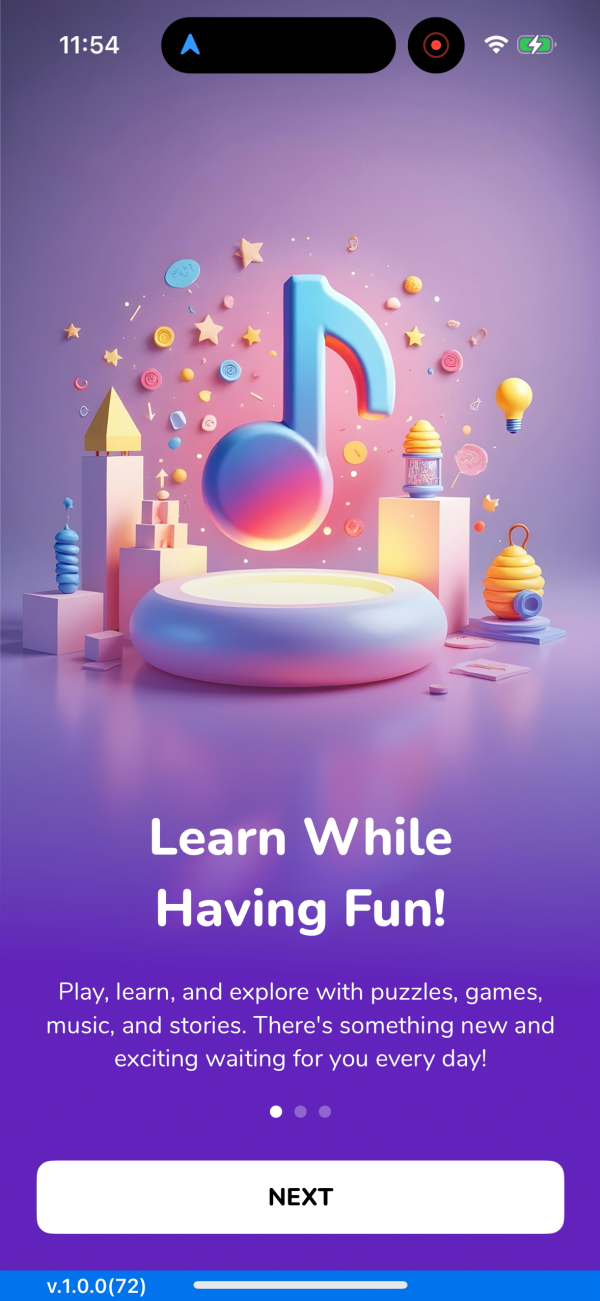 11:54
Learn While
Having Fun!
Play, learn, and explore with puzzles, games,
music, and stories. There's something new and
exciting waiting for you every day!
NEXT
v.1.0.0(72)